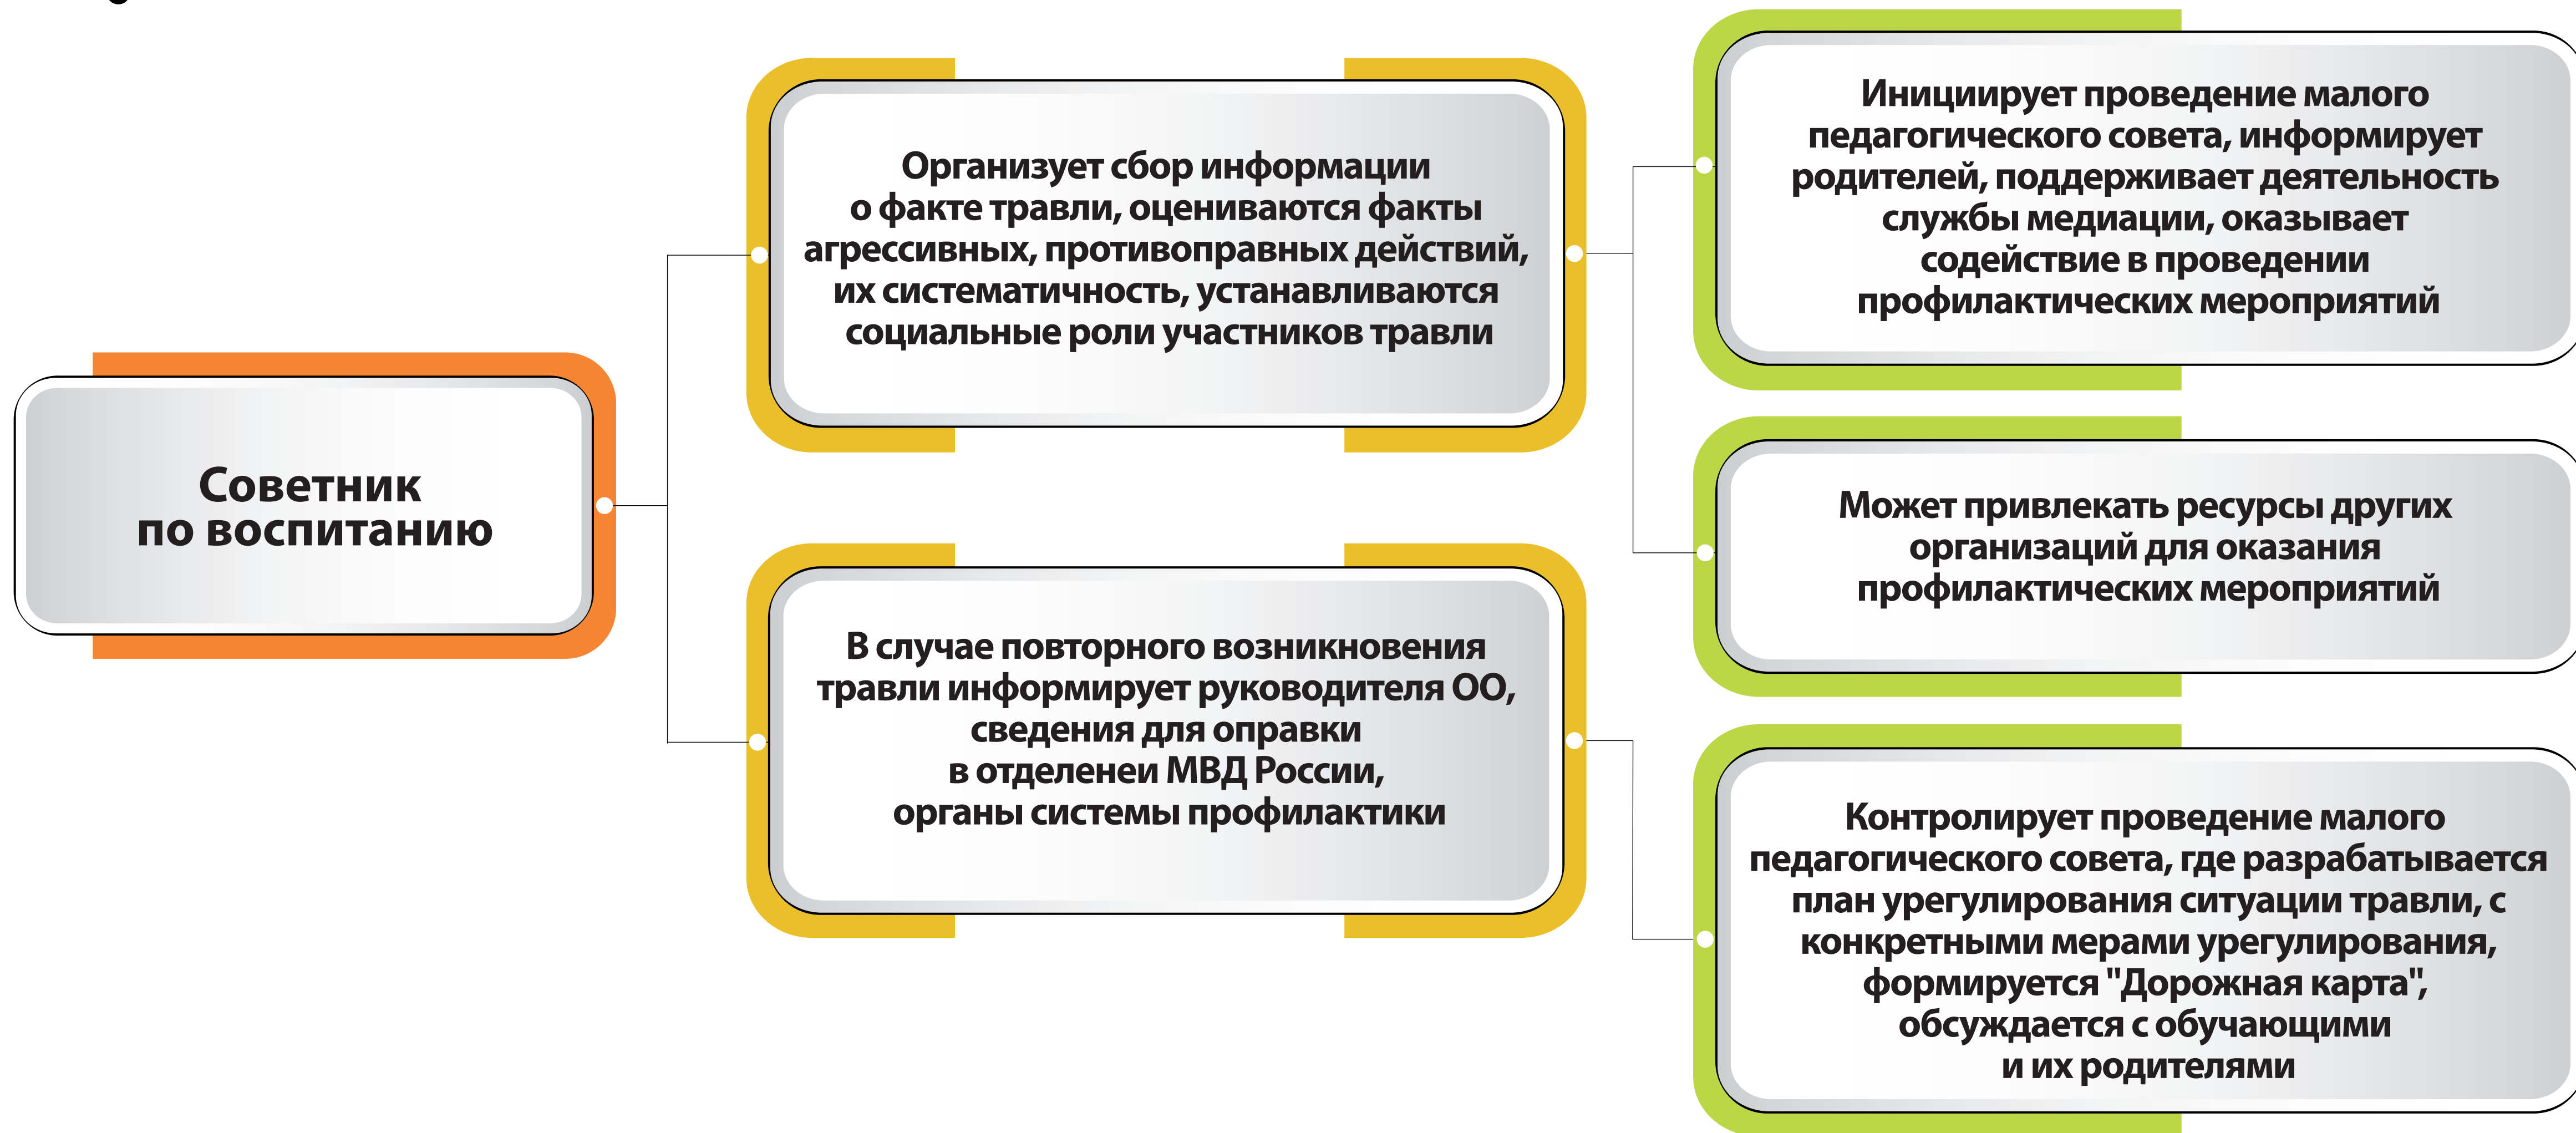 Советник
по воспитанию
Организует сбор информации
о факте травли, оцениваются факты
агрессивных, противоправных действий,
их систематичность, устанавливаются
социальные роли участников травли
В случае повторного возникновения
травли информирует руководителя ОО,
сведения для оправки
в отделенеи МВД России,
органы системы профилактики
Инициирует проведение малого
педагогического совета, информирует
родителей, поддерживает деятельность
службы медиации, оказывает
содействие в проведении
профилактических мероприятий
Может привлекать ресурсы других
организаций для оказания
профилактических мероприятий
Контролирует проведение малого
педагогического совета, где разрабатывается
план урегулирования ситуации травли, с
конкретными мерами урегулирования,
формируется "Дорожная карта",
обсуждается с обучающими
и их родителями